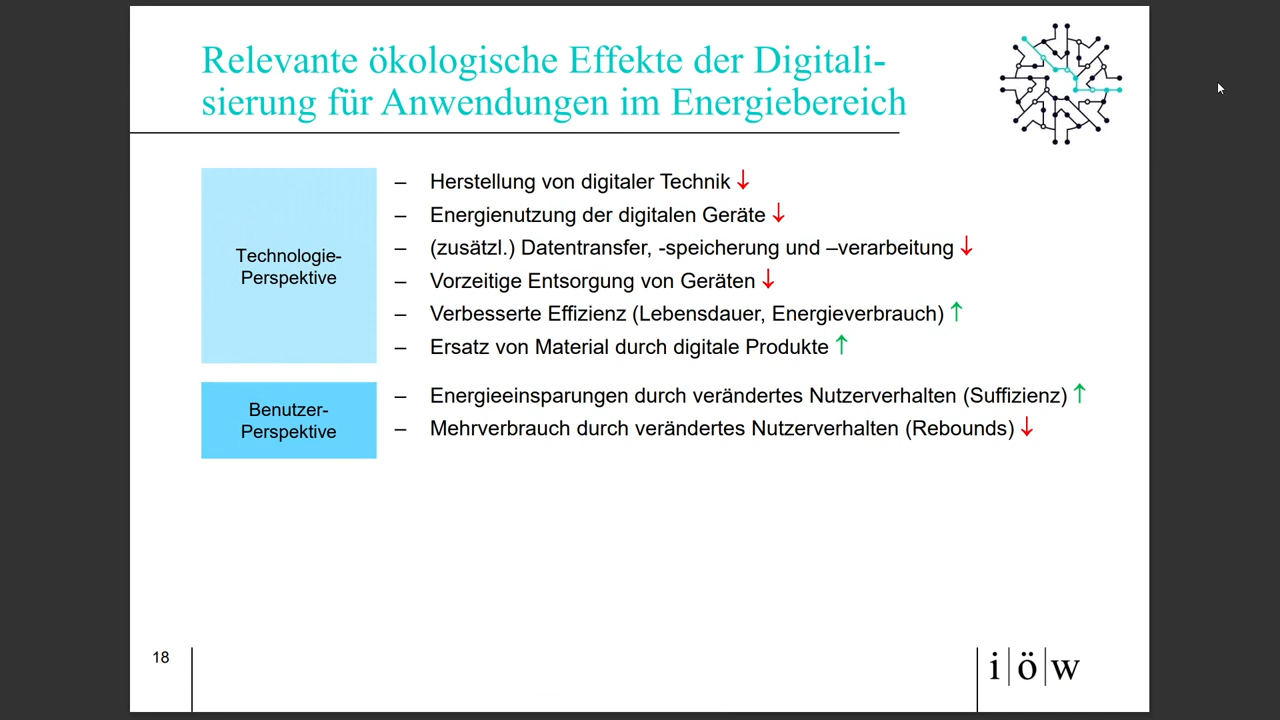 Relevante ökologische Effekte der Digitali-
sierung für Anwendungen im Energiebereich
Technologie-
Perspektive
– Herstellung von digitaler Technik ↓
– Energienutzung der digitalen Geräte ↓
– (zusätzl.) Datentransfer, -speicherung und –verarbeitung ↓
– Vorzeitige Entsorgung von Geräten ↓
– Verbesserte Effizienz (Lebensdauer, Energieverbrauch) ↑
– Ersatz von Material durch digitale Produkte ↑
Benutzer-
Perspektive
– Energieeinsparungen durch verändertes Nutzerverhalten (Suffizienz) ↑
– Mehrverbrauch durch verändertes Nutzerverhalten (Rebounds) ↓
18
i|ö|w